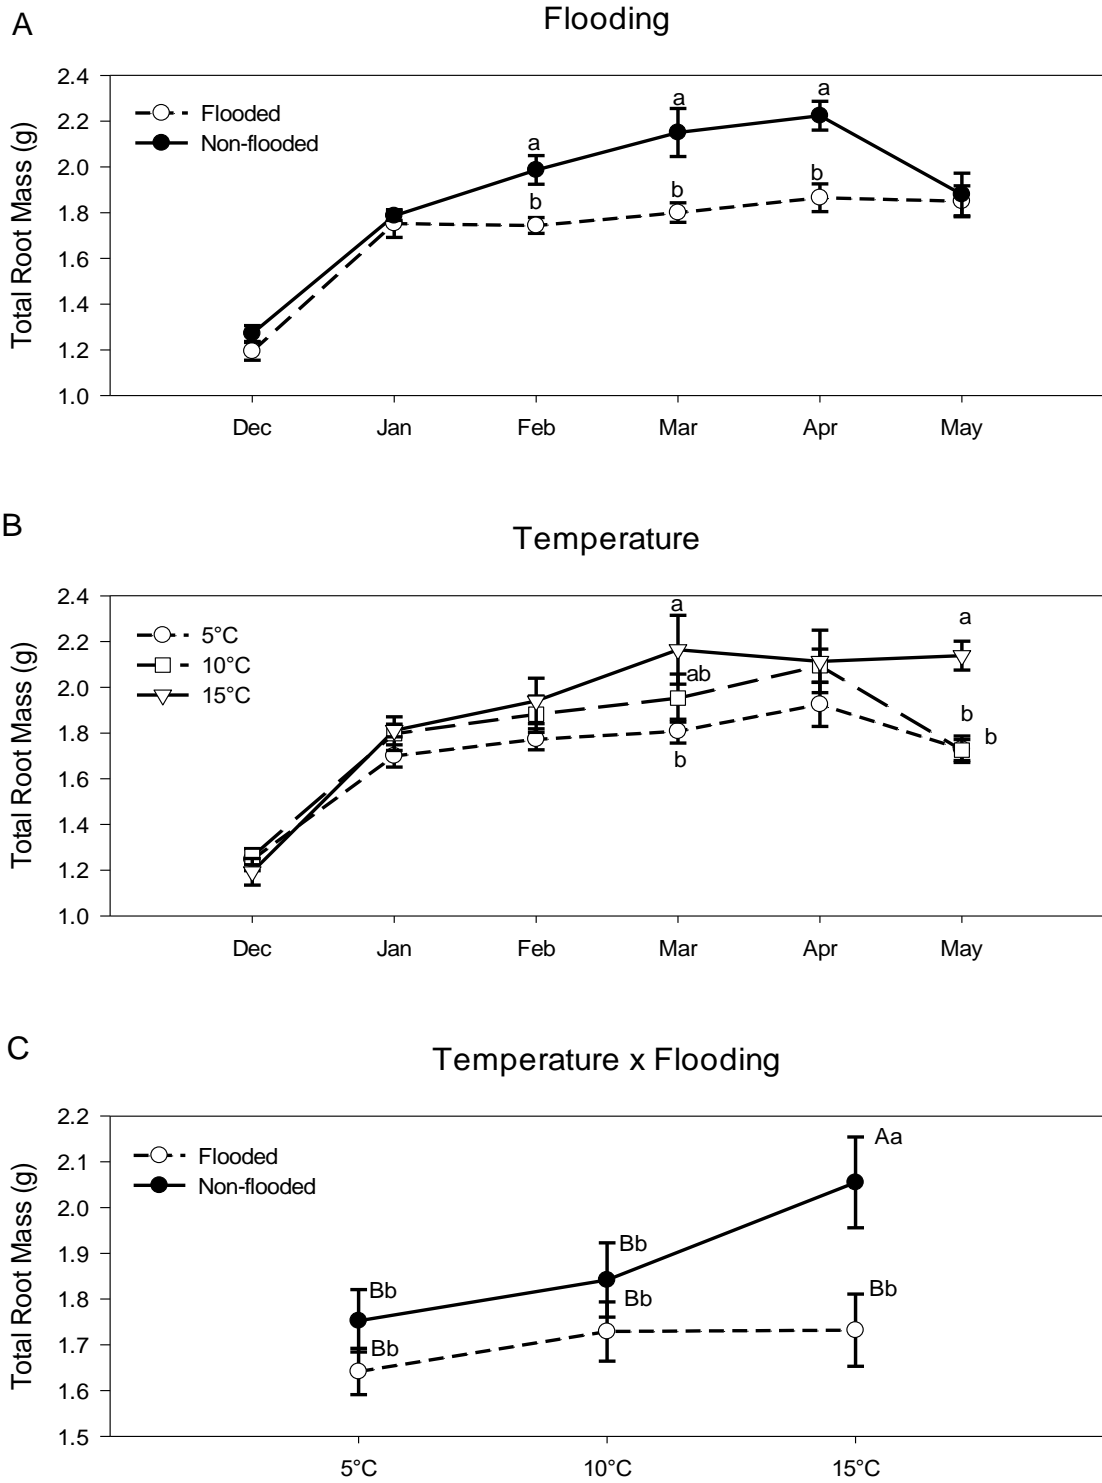 A
Flooding
Total Root Mass (g)
2.4
2.2
2.0
1.8
1.6
1.4
1.2
1.0
Flooded
Non-flooded
a
a
a
b
b
b
Dec Jan Feb Mar Apr May
B
Temperature
Total Root Mass (g)
2.4
2.2
2.0
1.8
1.6
1.4
1.2
1.0
5°C
10°C
15°C
a
a
ab
b
b
b
Dec Jan Feb Mar Apr May
C
Temperature x Flooding
Total Root Mass (g)
2.2
2.1
2.0
1.9
1.8
1.7
1.6
1.5
Flooded
Non-flooded
Aa
Bb
Bb
Bb
Bb
Bb
5°C 10°C 15°C